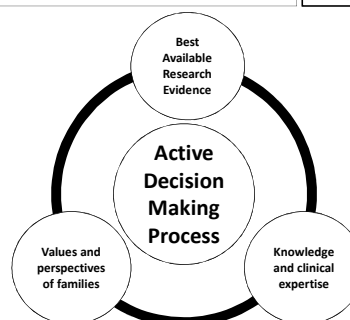 Best
Available
Research
Evidence
Active
Decision
Making
Process
Values and
perspectives
of families
Knowledge
and clinical
expertise